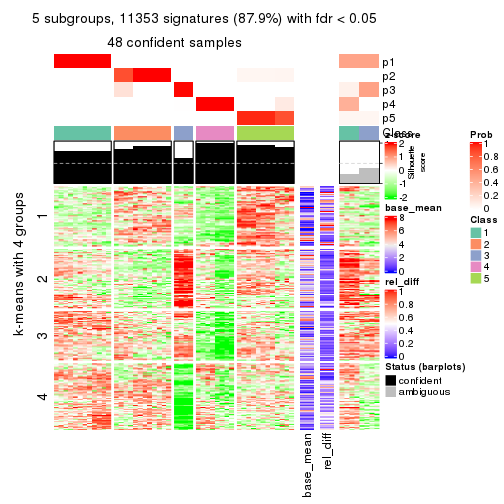 5 subgroups, 11353 signatures (87.9%) with fdr < 0.05
48 confident samples
p1
p2
p3
p4
p5
Class
z-score
2
1
0
-1
-2
Silhouette
score
base_mean
8
6
4
2
0
rel_diff
1
0.8
0.6
0.4
0.2
0
Status (barplots)
confident
ambiguous
Prob
1
0.8
0.6
0.4
0.2
0
Class
1
2
3
4
5
k-means with 4 groups
1
2
3
4
base_mean
rel_diff